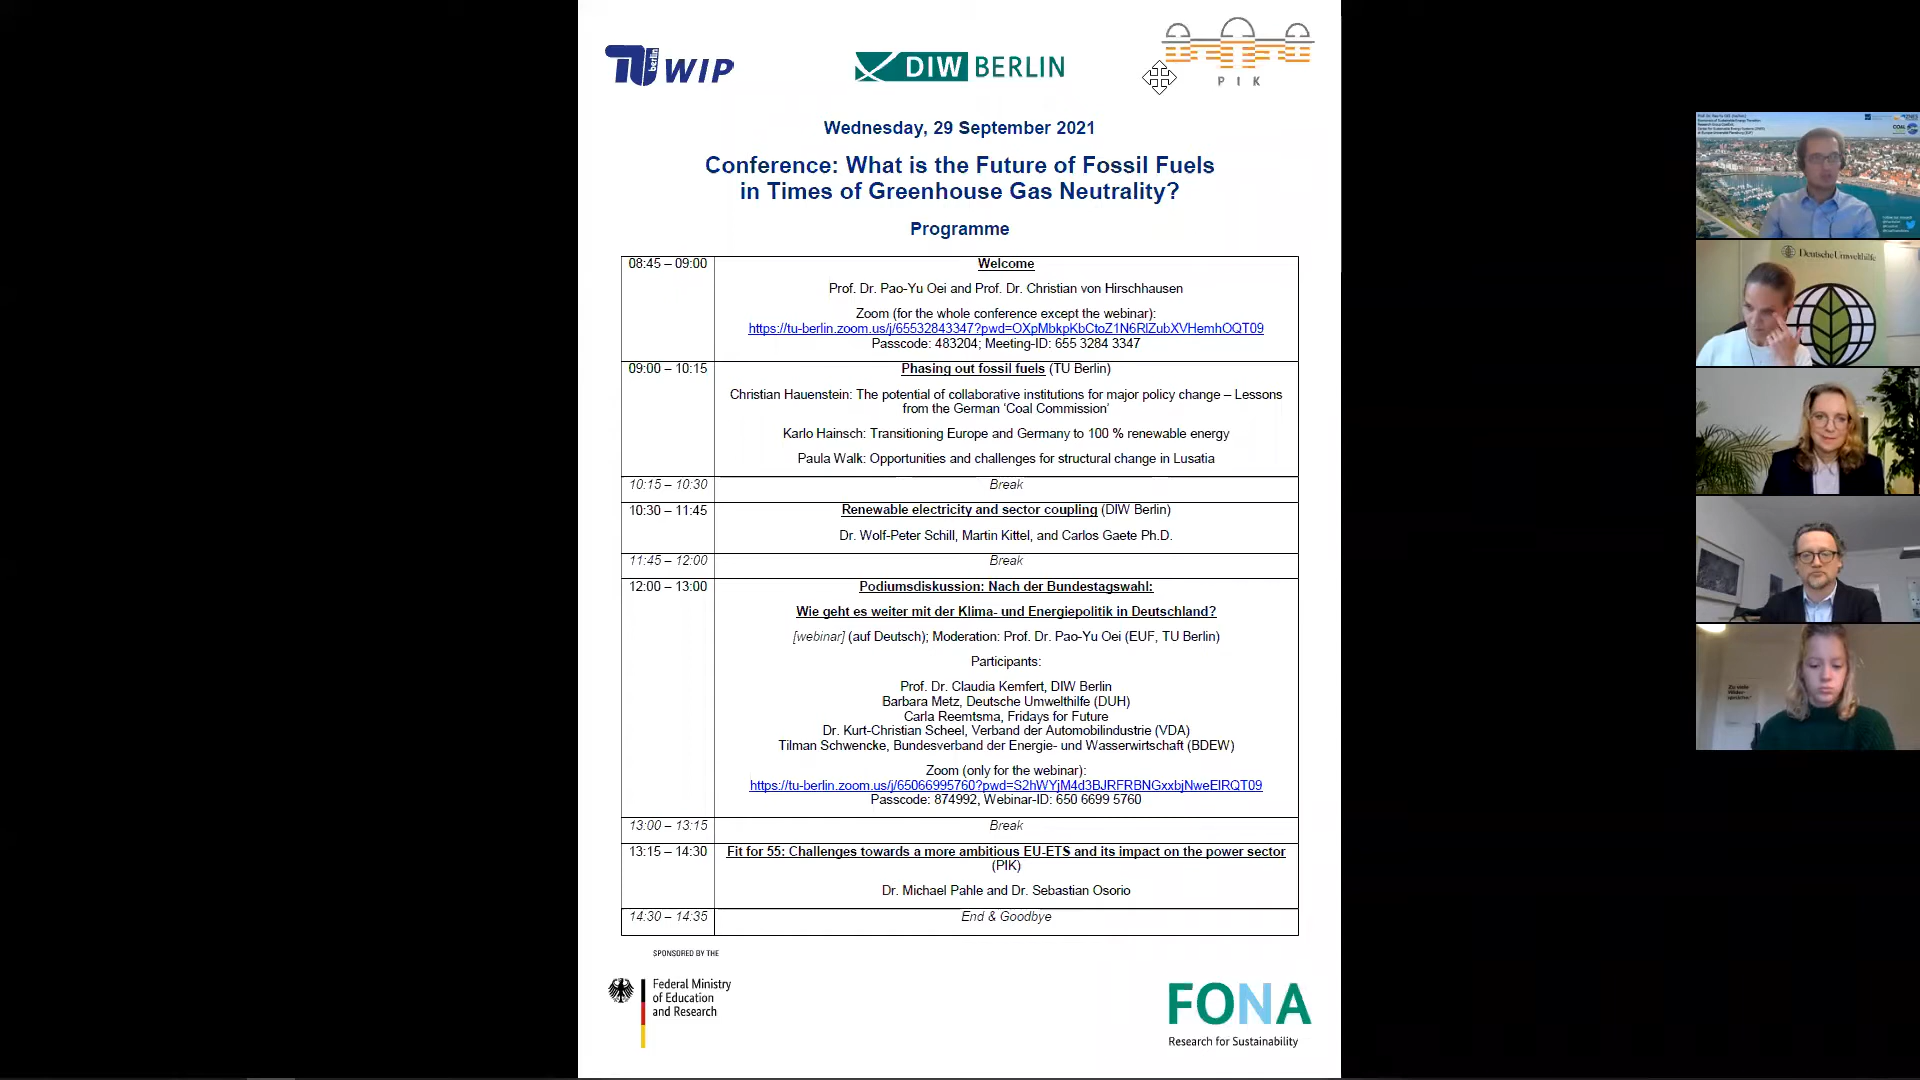 TU berlin WIP
DIW BERLIN
PIK
Wednesday, 29 September 2021
Conference: What is the Future of Fossil Fuels
in Times of Greenhouse Gas Neutrality?
Programme
08:45 – 09:00
Welcome
Prof. Dr. Pao-Yu Oei and Prof. Dr. Christian von Hirschhausen
Zoom (for the whole conference except the webinar):
https://tu-berlin.zoom.us/j/65532843347?pwd=OXpMbkpKbCtoZ1N6RlZubXVHemhOQT09
Passcode: 483204; Meeting-ID: 655 3284 3347
09:00 – 10:15
Phasing out fossil fuels (TU Berlin)
Christian Hauenstein: The potential of collaborative institutions for major policy change – Lessons
from the German ‘Coal Commission’
Karlo Hainsch: Transitioning Europe and Germany to 100 % renewable energy
Paula Walk: Opportunities and challenges for structural change in Lusatia
10:15 – 10:30
Break
10:30 – 11:45
Renewable electricity and sector coupling (DIW Berlin)
Dr. Wolf-Peter Schill, Martin Kittel, and Carlos Gaete Ph.D.
11:45 – 12:00
Break
12:00 – 13:00
Podiumsdiskussion: Nach der Bundestagswahl:
Wie geht es weiter mit der Klima- und Energiepolitik in Deutschland?
[webinar] (auf Deutsch); Moderation: Prof. Dr. Pao-Yu Oei (EUF, TU Berlin)
Participants:
Prof. Dr. Claudia Kemfert, DIW Berlin
Barbara Metz, Deutsche Umwelthilfe (DUH)
Carla Reemtsma, Fridays for Future
Dr. Kurt-Christian Scheel, Verband der Automobilindustrie (VDA)
Tilman Schwencke, Bundesverband der Energie- und Wasserwirtschaft (BDEW)
Zoom (only for the webinar):
https://tu-berlin.zoom.us/j/65066995760?pwd=S2hWYjM4d3BJRFRBNGxxbjNweElRQT09
Passcode: 874992, Webinar-ID: 650 6699 5760
13:00 – 13:15
Break
13:15 – 14:30
Fit for 55: Challenges towards a more ambitious EU-ETS and its impact on the power sector
(PIK)
Dr. Michael Pahle and Dr. Sebastian Osorio
14:30 – 14:35
End & Goodbye
SPONSORED BY THE
Federal Ministry
of Education
and Research
FONA
Research for Sustainability
Deutsche Umwelthilfe